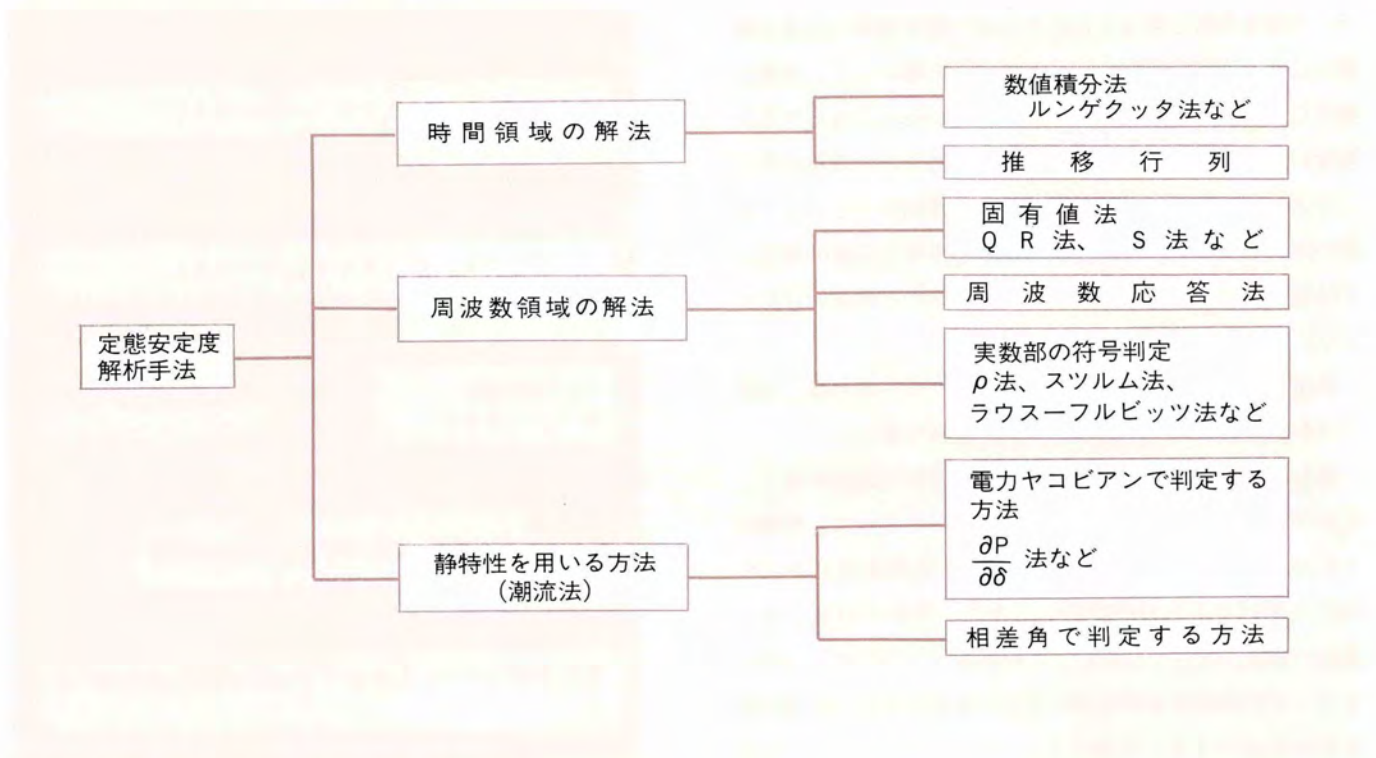 定態安定度
解析手法
時間領域の解法
数値積分法
ルンゲクッタ法など
推移行列
周波数領域の解法
固有値法
QR法、S法など
周波数応答法
実数部の符号判定
ρ法、スツルム法、
ラウスーフルビッツ法など
静特性を用いる方法
(潮流法)
電力ヤコビアンで判定する
方法
∂P/∂δ 法など
相差角で判定する方法